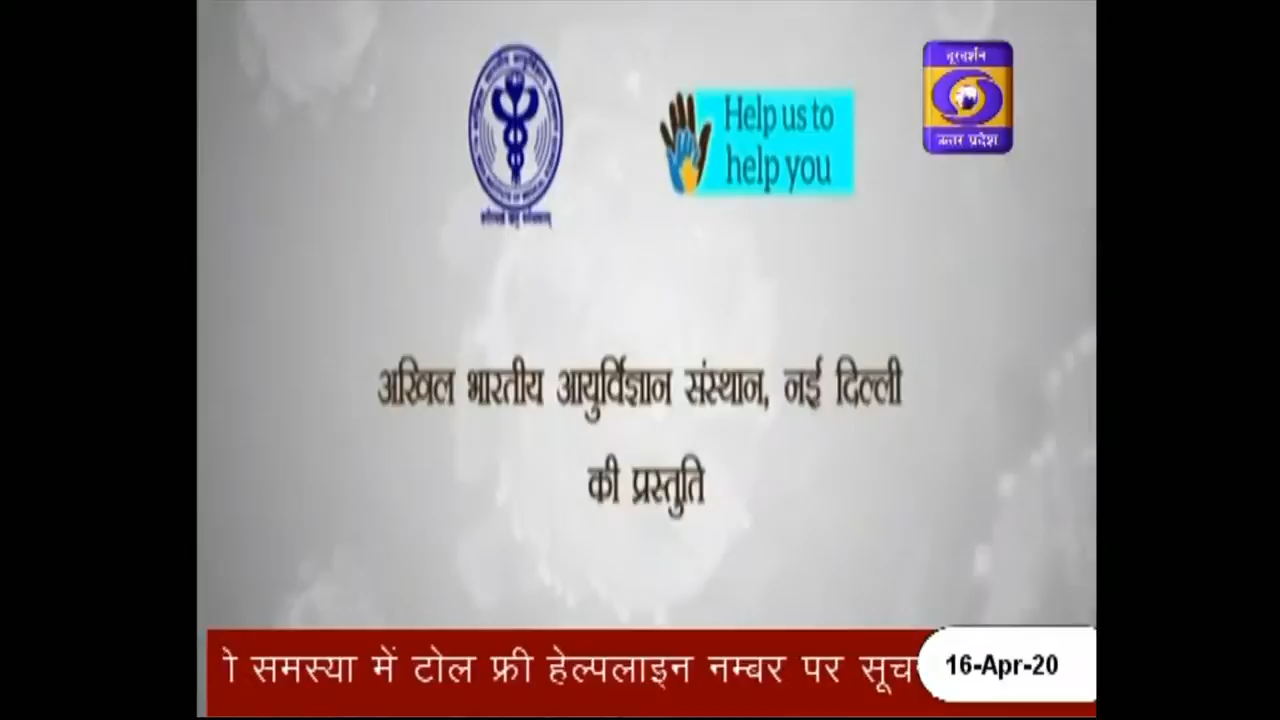 दूरदर्शन
उत्तर प्रदेश
Help us to
help you
अखिल भारतीय आयुर्विज्ञान संस्थान, नई दिल्ली
की प्रस्तुति
समस्या में टोल फ्री हेल्पलाइन नम्बर पर
16-Apr-20